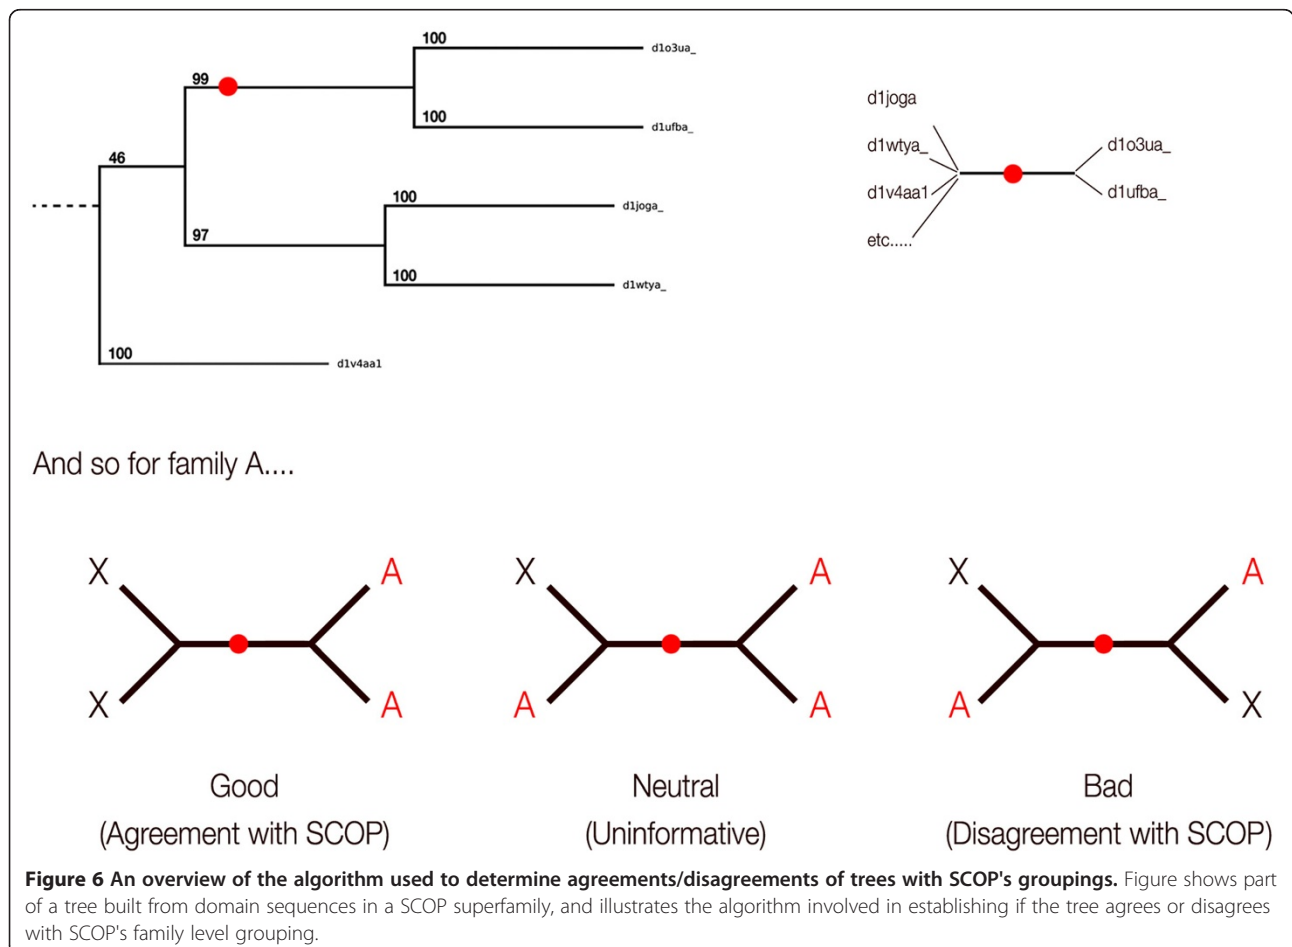 100
d1o3ua_
99
100
d1ufba_
46
100
d1joga_
97
100
d1wtya_
100
d1v4aa1
d1joga
d1wtya_
d1o3ua_
d1v4aa1
d1ufba_
etc.....
And so for family A....
X
A
X
A
X
A
X
A
A
A
A
X
Good
(Agreement with SCOP)
Neutral
(Uninformative)
Bad
(Disagreement with SCOP)
Figure 6 An overview of the algorithm used to determine agreements/disagreements of trees with SCOP's groupings. Figure shows part
of a tree built from domain sequences in a SCOP superfamily, and illustrates the algorithm involved in establishing if the tree agrees or disagrees
with SCOP's family level grouping.